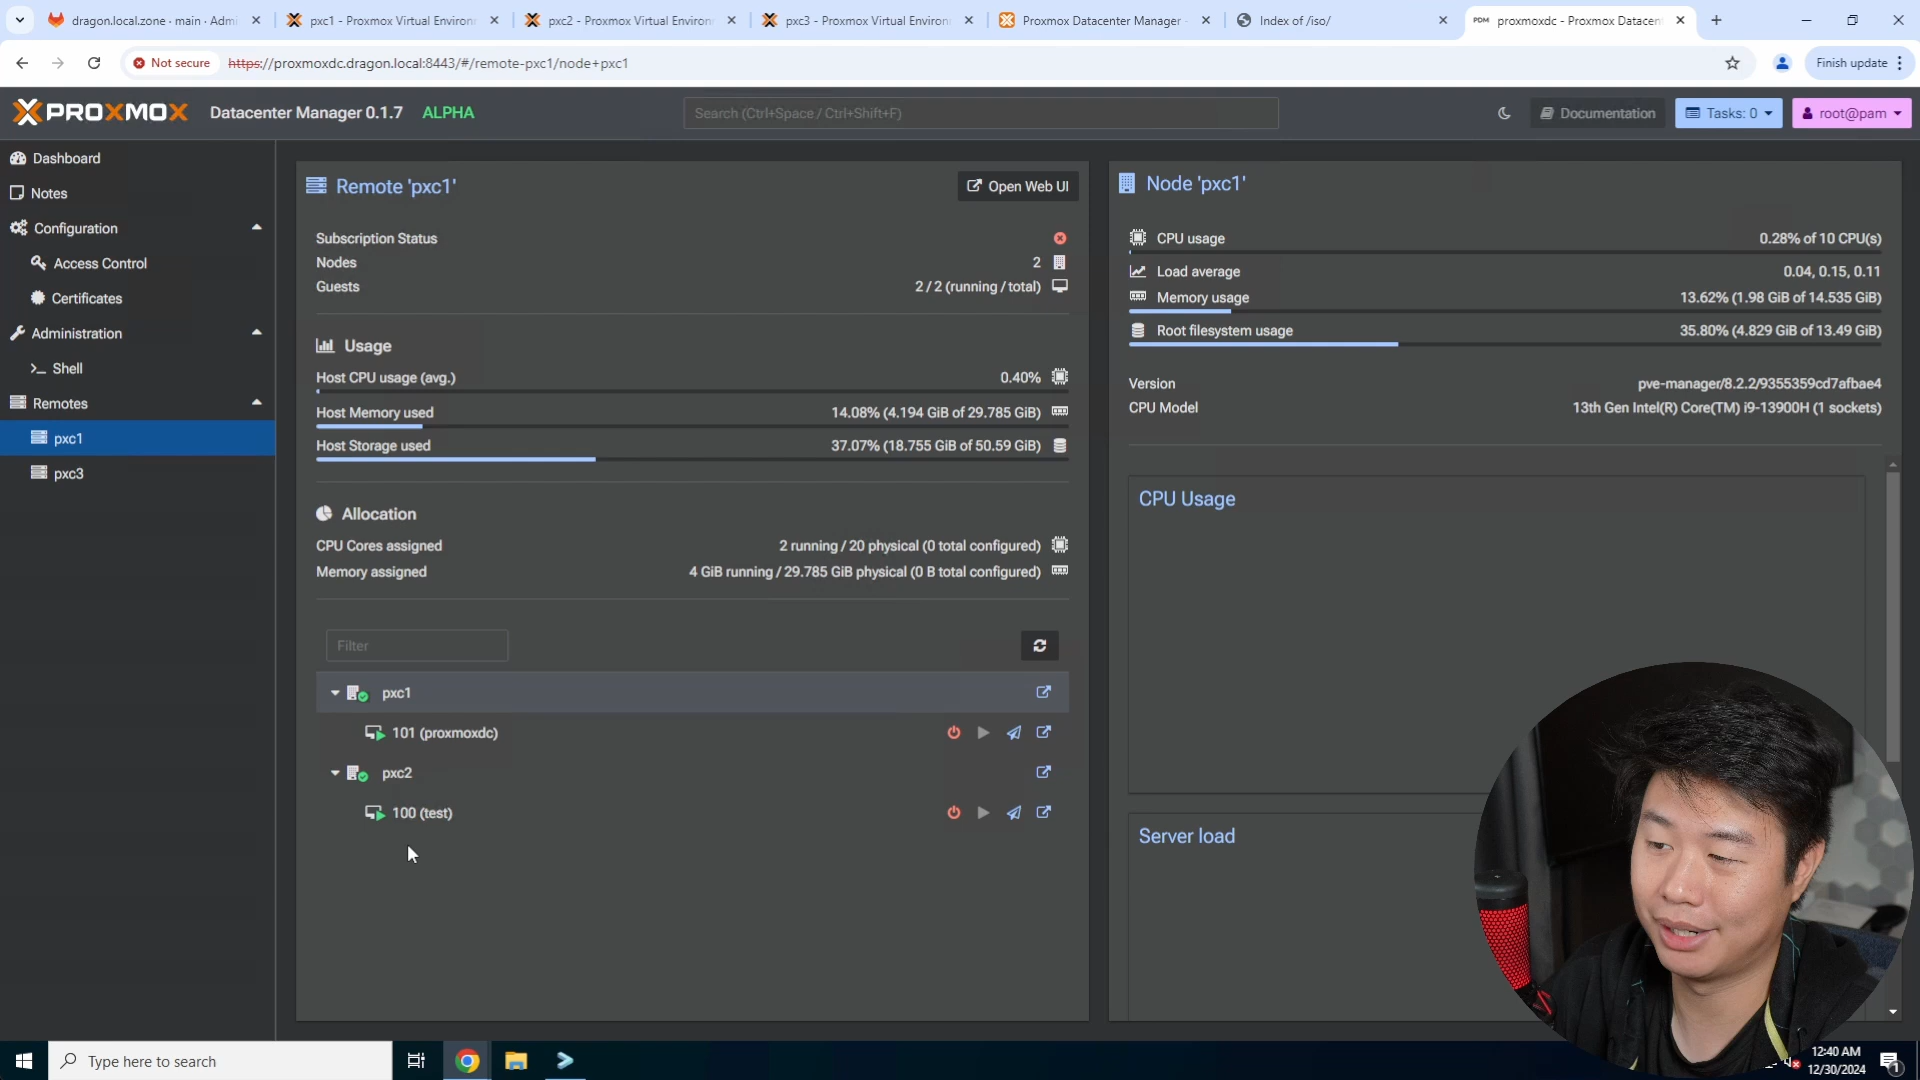 dragon.local.zone · main · Admi
pxc1 - Proxmox Virtual Environ
pxc2 - Proxmox Virtual Environ
pxc3 - Proxmox Virtual Environ
Proxmox Datacenter Manager -
Index of /iso/
PDM proxmoxdc - Proxmox Datacen
Not secure https://proxmoxdc.dragon.local:8443/#/remote-pxc1/node+pxc1
Finish update
PROXMOX Datacenter Manager 0.1.7 ALPHA
Search (Ctrl+Space / Ctrl+Shift+F)
Documentation
Tasks: 0
root@pam
Dashboard
Notes
Configuration
Access Control
Certificates
Administration
Shell
Remotes
pxc1
pxc3
Remote 'pxc1'
Open Web UI
Subscription Status
Nodes 2
Guests 2 / 2 (running / total)
Usage
Host CPU usage (avg.) 0.40%
Host Memory used 14.08% (4.194 GiB of 29.785 GiB)
Host Storage used 37.07% (18.755 GiB of 50.59 GiB)
Allocation
CPU Cores assigned 2 running / 20 physical (0 total configured)
Memory assigned 4 GiB running / 29.785 GiB physical (0 B total configured)
Filter
pxc1
101 (proxmoxdc)
pxc2
100 (test)
Node 'pxc1'
CPU usage 0.28% of 10 CPU(s)
Load average 0.04, 0.15, 0.11
Memory usage 13.62% (1.98 GiB of 14.535 GiB)
Root filesystem usage 35.80% (4.829 GiB of 13.49 GiB)
Version pve-manager/8.2.2/9355359cd7afbae4
CPU Model 13th Gen Intel(R) Core(TM) i9-13900H (1 sockets)
CPU Usage
Server load
Type here to search
12:40 AM
12/30/2024
1